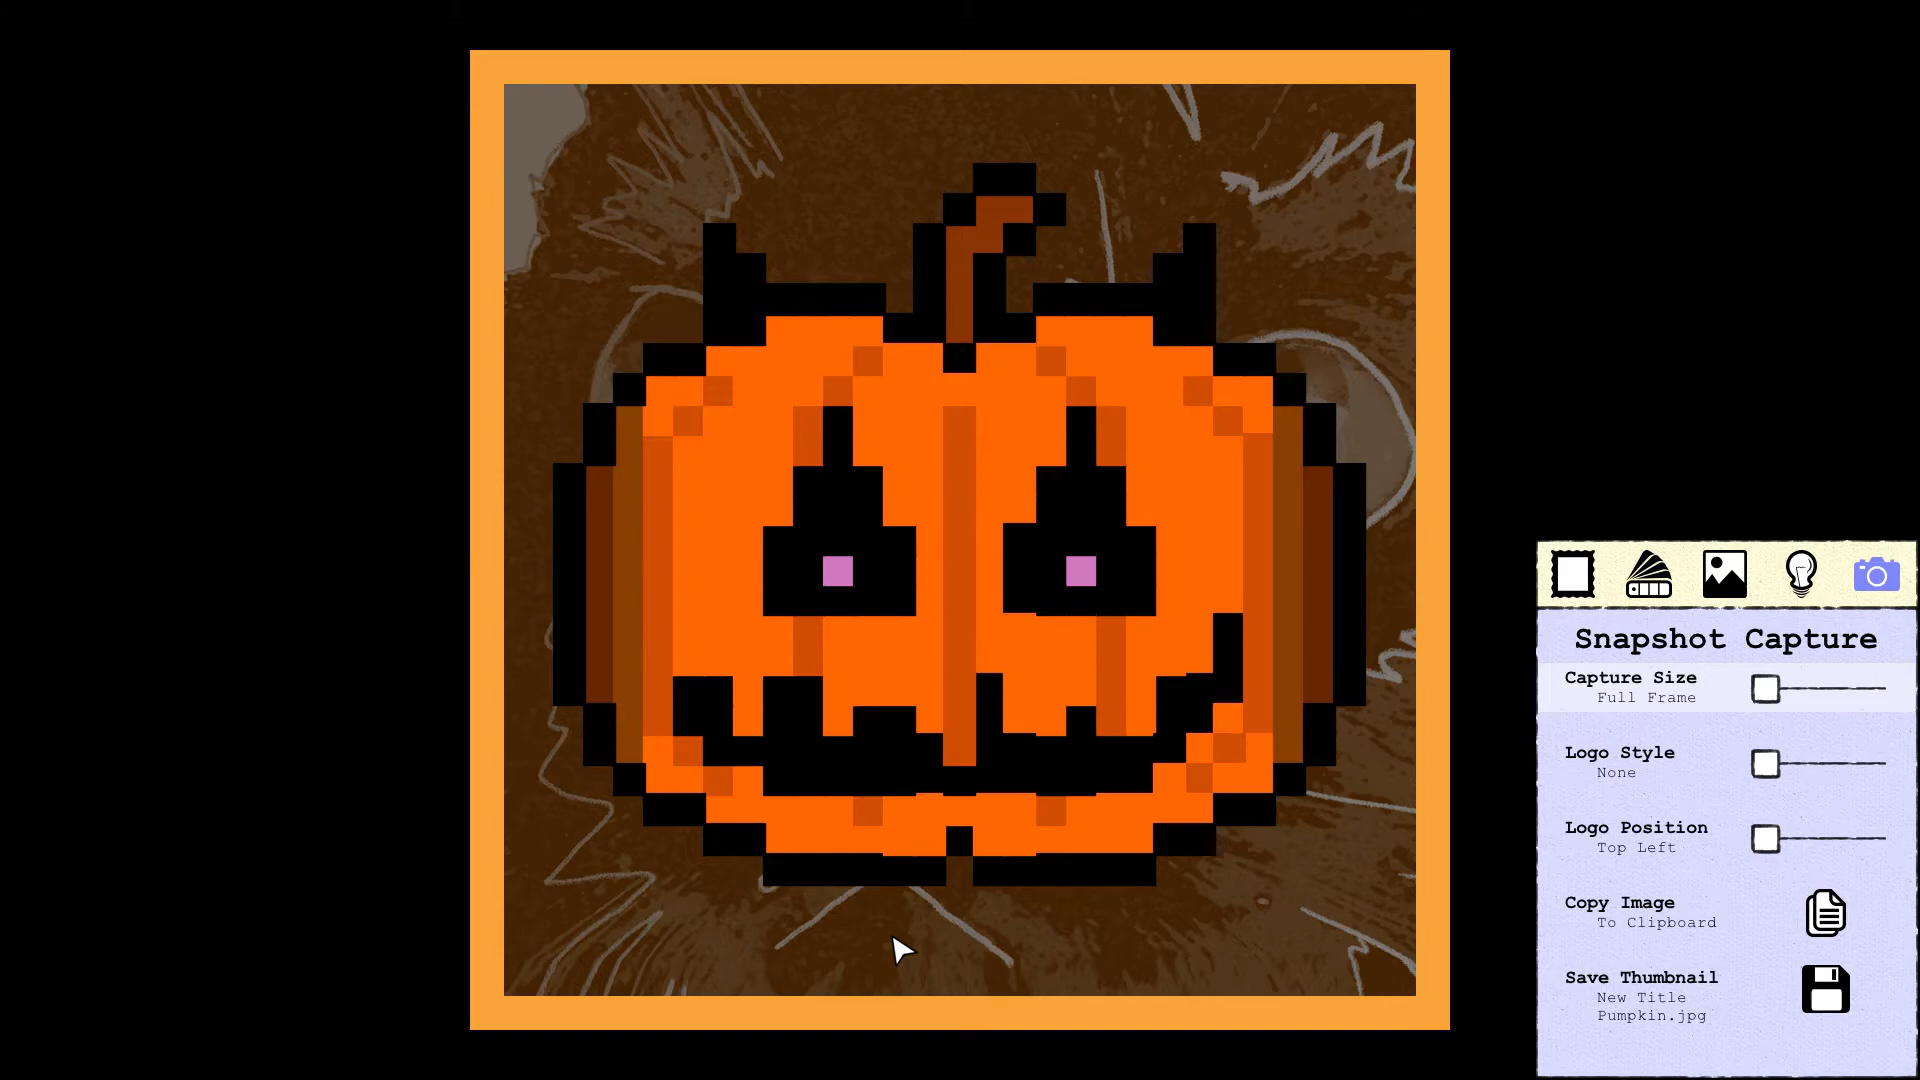 Snapshot Capture
Capture Size
Full Frame
Logo Style
None
Logo Position
Top Left
Copy Image
To Clipboard
Save Thumbnail
New Title
Pumpkin.jpg